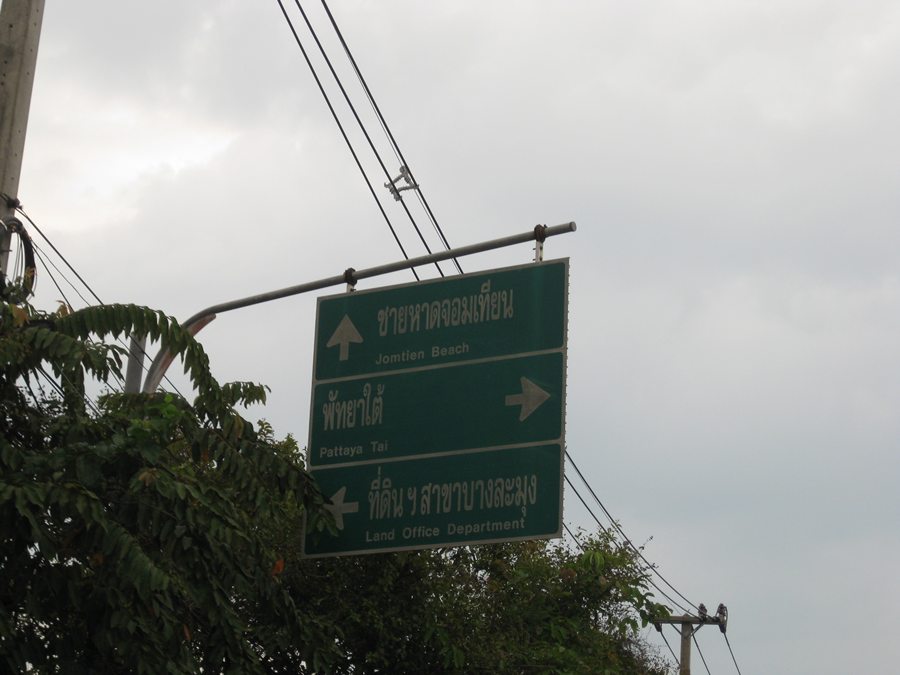 ชายหาดจอมเทียน
Jomtien Beach
พัทยาใต้
Pattaya Tai
ที่ดิน ฯ สาขาบางละมุง
Land Office Department